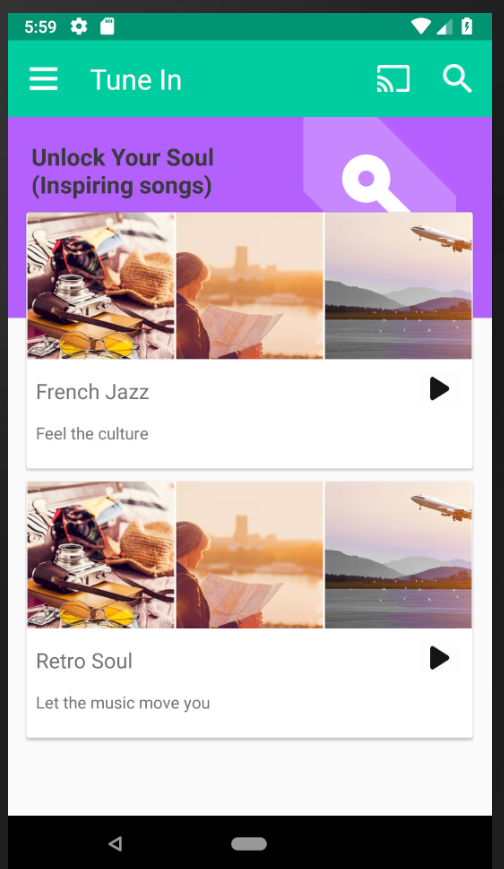 5:59
Tune In
Unlock Your Soul
(Inspiring songs)
French Jazz
Feel the culture
Retro Soul
Let the music move you